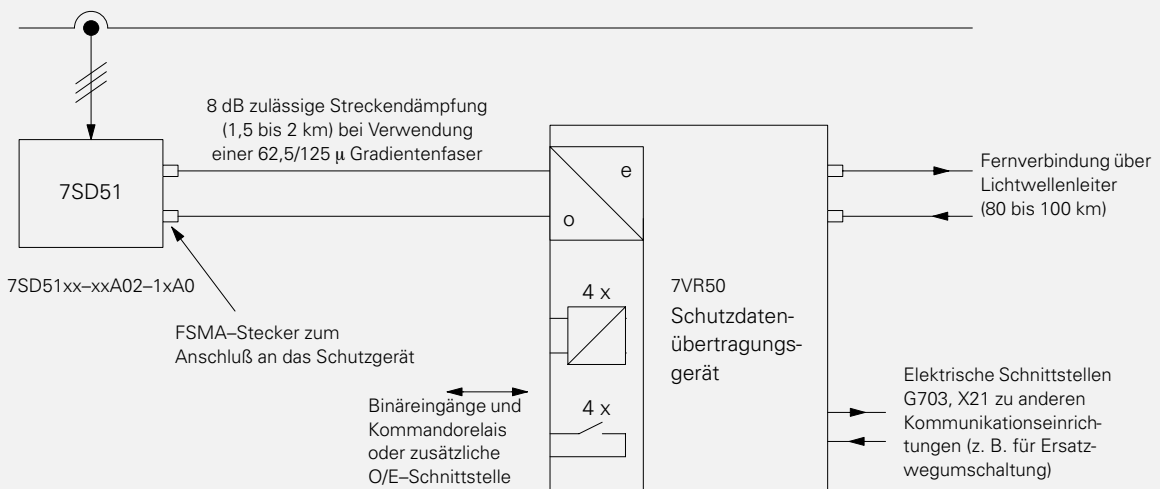 8 dB zulässige Streckendämpfung
(1,5 bis 2 km) bei Verwendung
einer 62,5/125 μ Gradientenfaser
7SD51
7SD51xx–xxA02–1xA0
FSMA–Stecker zum
Anschluß an das Schutzgerät
e
o
4 x
4 x
Binäreingänge und
Kommandorelais
oder zusätzliche
O/E–Schnittstelle
7VR50
Schutzdaten-
übertragungs-
gerät
Fernverbindung über
Lichtwellenleiter
(80 bis 100 km)
Elektrische Schnittstellen
G703, X21 zu anderen
Kommunikationseinrich-
tungen (z. B. für Ersatz-
wegumschaltung)